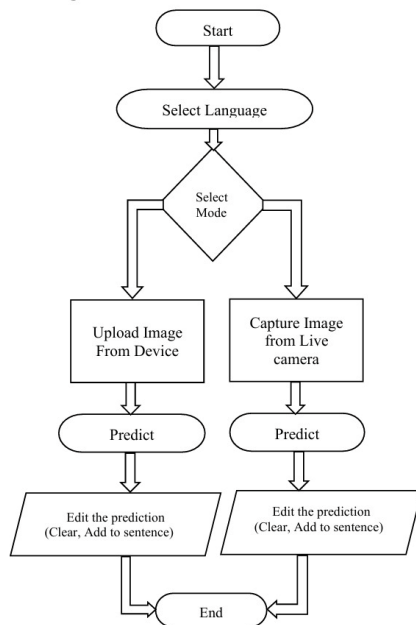 Start
Select Language
Select
Mode
Upload Image
From Device
Capture Image
from Live
camera
Predict
Predict
Edit the prediction
(Clear, Add to sentence)
Edit the prediction
(Clear, Add to sentence)
End